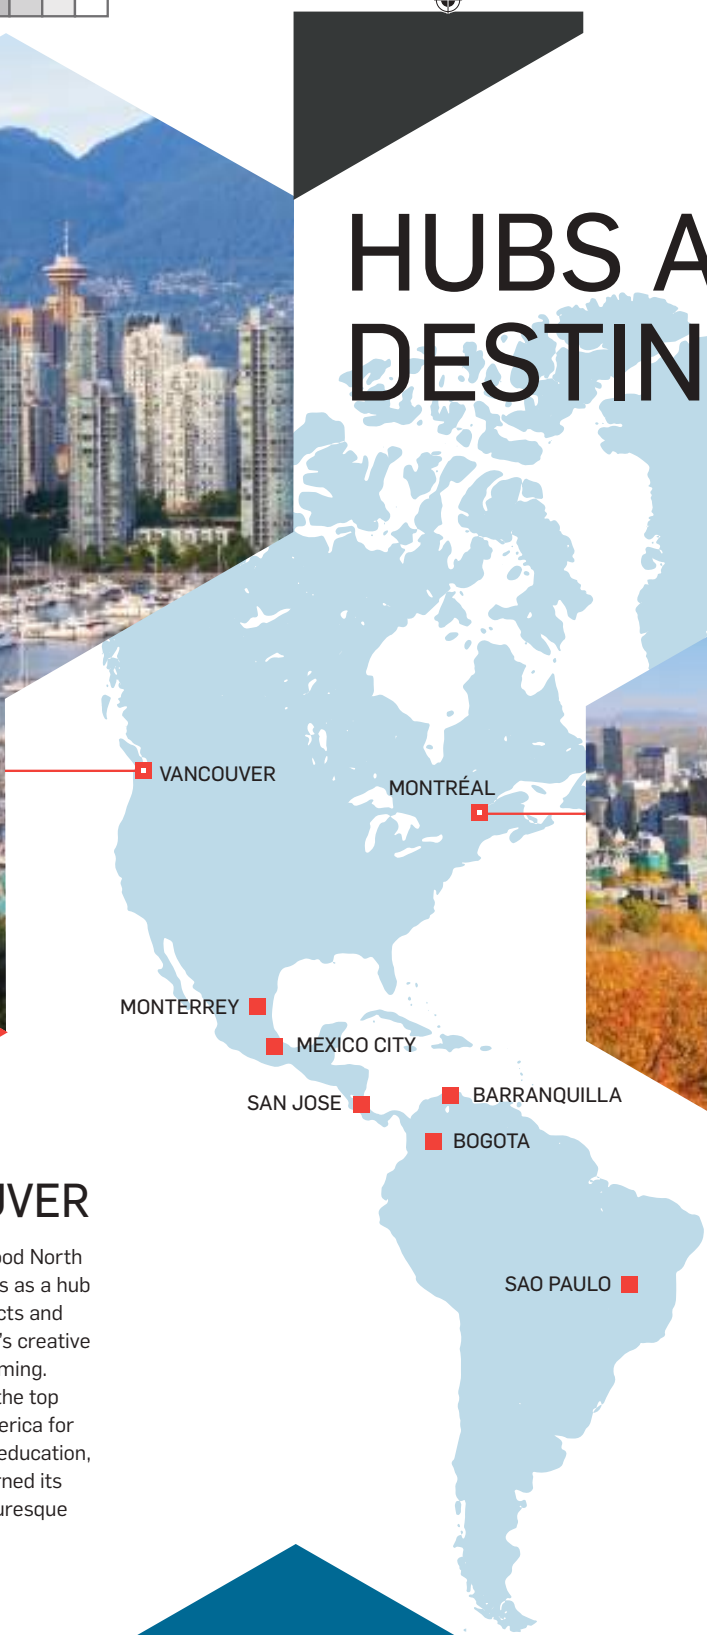 HUBS A
DESTIN
VANCOUVER
MONTRÉAL
MONTERREY
MEXICO CITY
SAN JOSE
BARRANQUILLA
BOGOTA
SAO PAULO
UVER
ood North
s as a hub
cts and
's creative
ming.
the top
erica for
education,
rned its
uresque